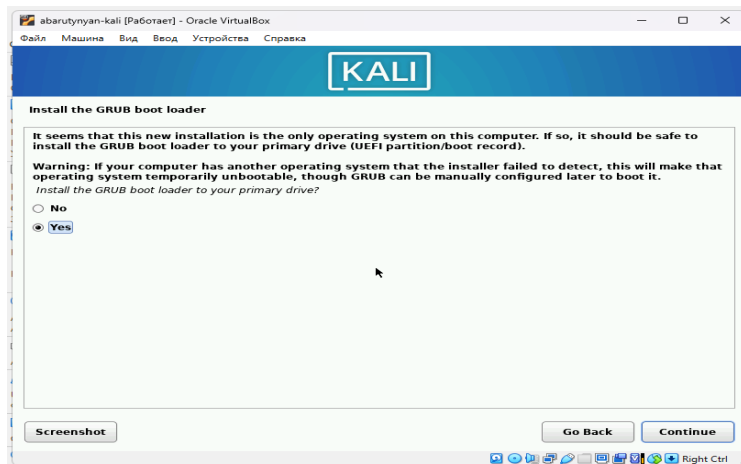 abarutynyan-kali [Работает] - Oracle VirtualBox
Файл Машина Вид Ввод Устройства Справка
KALI
Install the GRUB boot loader
It seems that this new installation is the only operating system on this computer. If so, it should be safe to
install the GRUB boot loader to your primary drive (UEFI partition/boot record).
Warning: If your computer has another operating system that the installer failed to detect, this will make that
operating system temporarily unbootable, though GRUB can be manually configured later to boot it.
Install the GRUB boot loader to your primary drive?
No
Yes
Screenshot Go Back Continue
Right Ctrl